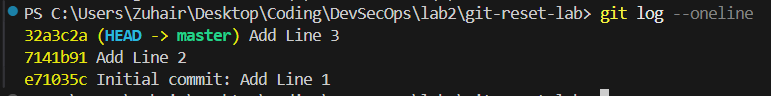 PS C:\Users\Zuhair\Desktop\Coding\DevSecOps\lab2\git-reset-lab> git log --oneline
32a3c2a (HEAD -> master) Add Line 3
7141b91 Add Line 2
e71035c Initial commit: Add Line 1